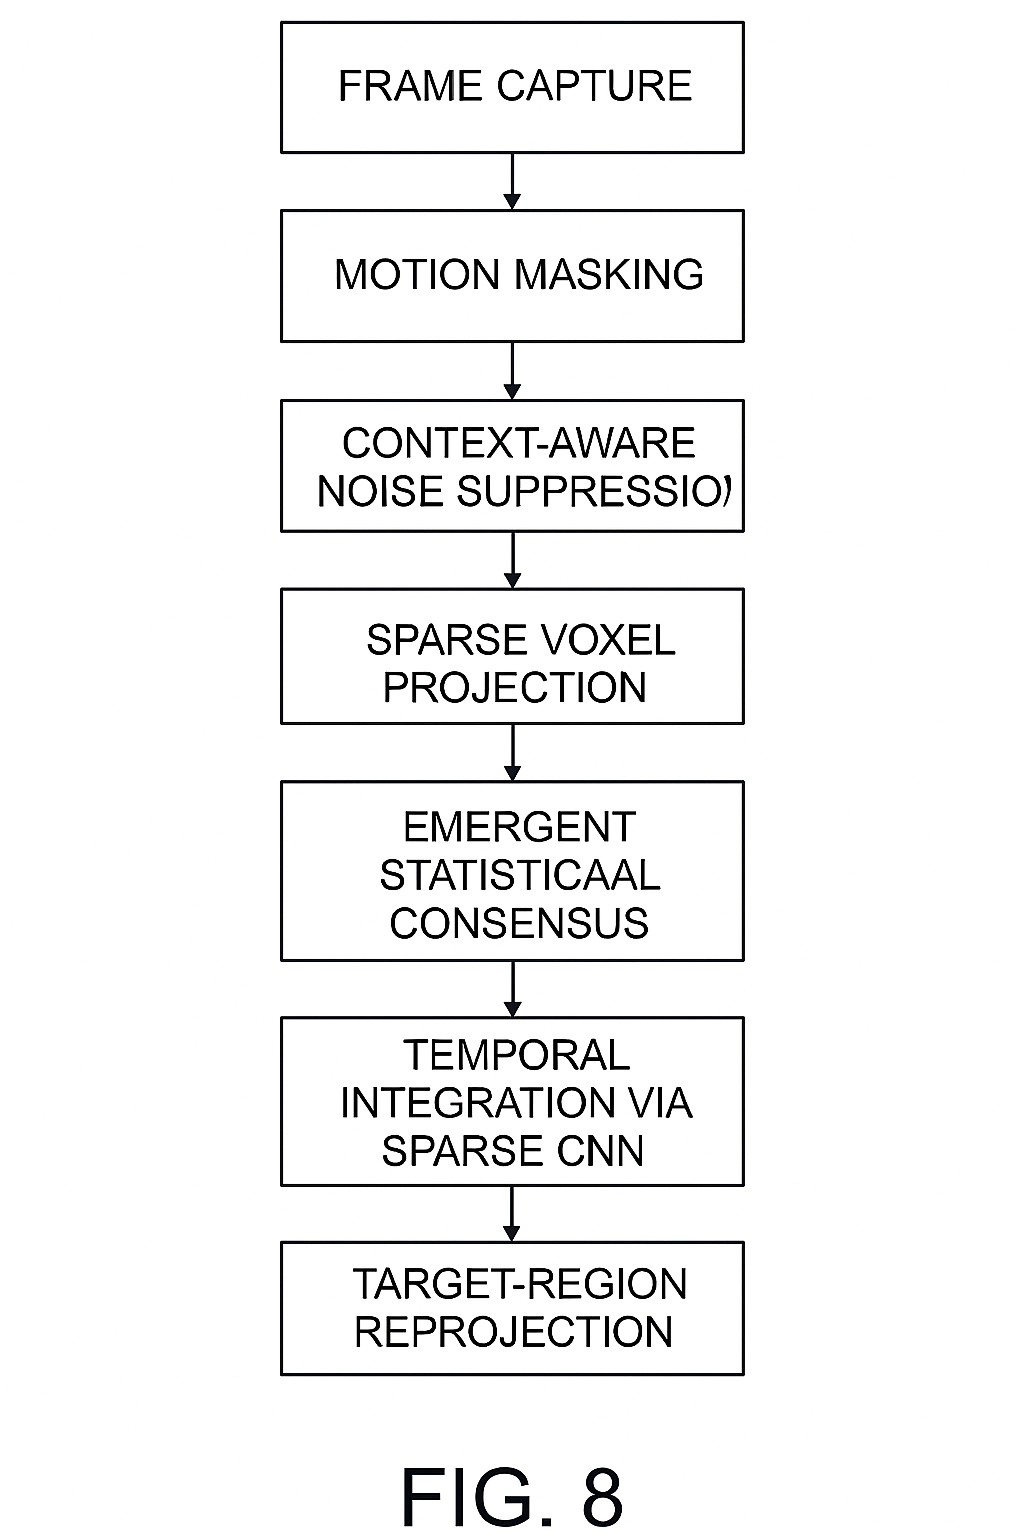 FRAME CAPTURE
MOTION MASKING
CONTEXT-AWARE
NOISE SUPPRESSIO)
SPARSE VOXEL
PROJECTION
EMERGENT
STATISTICAAL
CONSENSUS
TEMPORAL
INTEGRATION VIA
SPARSE CNN
TARGET-REGION
REPROJECTION
FIG. 8